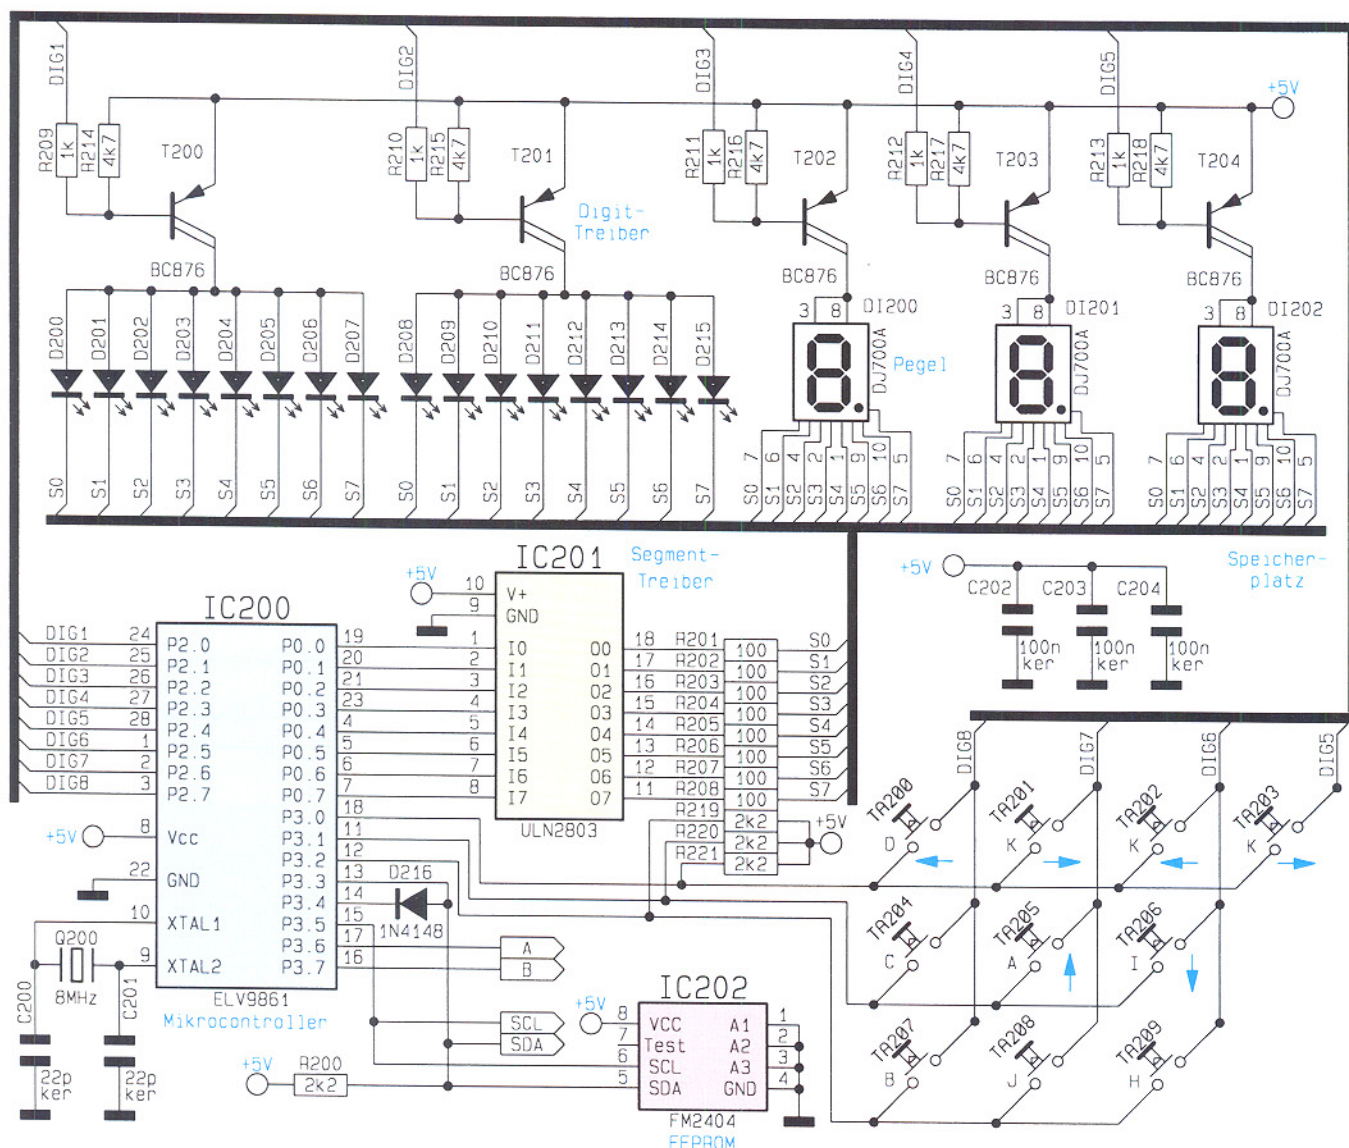 DIG1 DIG2 DIG3 DIG4 DIG5
+5V
R209 1k R214 4k7 T200
R210 1k R215 4k7 T201
R211 1k R216 4k7 T202
R212 1k R217 4k7 T203
R213 1k R218 4k7 T204
Digit-
Treiber
BC876 BC876 BC876 BC876 BC876
D200 D201 D202 D203 D204 D205 D206 D207
D208 D209 D210 D211 D212 D213 D214 D215
3 8 DI200 DJ700A
Pegel
3 8 DI201 DJ700A
3 8 DI202 DJ700A
7 6 4 2 1 9 10 5
7 6 4 2 1 9 10 5
7 6 4 2 1 9 10 5
S0 S1 S2 S3 S4 S5 S6 S7
S0 S1 S2 S3 S4 S5 S6 S7
S0 S1 S2 S3 S4 S5 S6 S7
S0 S1 S2 S3 S4 S5 S6 S7
S0 S1 S2 S3 S4 S5 S6 S7
Speicher-
platz
IC201
Segment-
Treiber
+5V
10 V+
9 GND
1 I0 O0 18 R201 100 S0
2 I1 O1 17 R202 100 S1
3 I2 O2 16 R203 100 S2
4 I3 O3 15 R204 100 S3
5 I4 O4 14 R205 100 S4
6 I5 O5 13 R206 100 S5
7 I6 O6 12 R207 100 S6
8 I7 O7 11 R208 100 S7
ULN2803
R219 2k2
R220 2k2
R221 2k2
+5V
IC200
DIG1 24 P2.0 P0.0 19
DIG2 25 P2.1 P0.1 20
DIG3 26 P2.2 P0.2 21
DIG4 27 P2.3 P0.3 23
DIG5 28 P2.4 P0.4 4
DIG6 1 P2.5 P0.5 5
DIG7 2 P2.6 P0.6 6
DIG8 3 P2.7 P0.7 7
P3.0 18
+5V 8 Vcc P3.1 11
P3.2 12
22 GND P3.3 13
P3.4 14
10 XTAL1 P3.5 15
P3.6 17
9 XTAL2 P3.7 16
ELV9861
Mikrocontroller
D216
1N4148
A
B
SCL
SDA
Q200
8MHz
C200
22p
ker
C201
22p
ker
+5V
R200
2k2
IC202
+5V
8 VCC A1 1
7 Test A2 2
6 SCL A3 3
5 SDA GND 4
FM2404
EEPROM
+5V
C202 C203 C204
100n
ker
100n
ker
100n
ker
DIG8 DIG7 DIG6 DIG5
TA200 TA201 TA202 TA203
D K K K
TA204 TA205 TA206
C A I
TA207 TA208 TA209
B J H